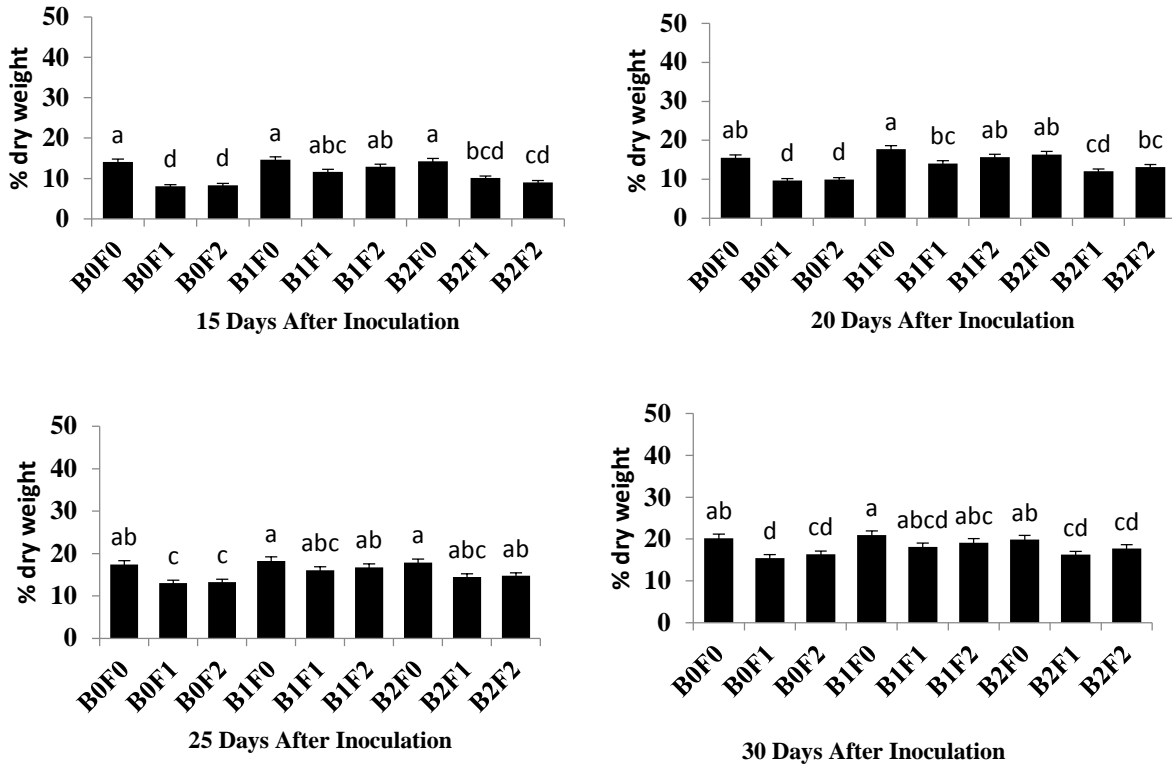 % dry weight
50
40
30
20
10
0
a d d a abc ab a bcd cd
B0F0 B0F1 B0F2 B1F0 B1F1 B1F2 B2F0 B2F1 B2F2
15 Days After Inoculation
% dry weight
50
40
30
20
10
0
ab d d a bc ab ab cd bc
B0F0 B0F1 B0F2 B1F0 B1F1 B1F2 B2F0 B2F1 B2F2
20 Days After Inoculation
% dry weight
50
40
30
20
10
0
ab c c a abc ab a abc ab
B0F0 B0F1 B0F2 B1F0 B1F1 B1F2 B2F0 B2F1 B2F2
25 Days After Inoculation
% dry weight
50
40
30
20
10
0
ab d cd a abcd abc ab cd cd
B0F0 B0F1 B0F2 B1F0 B1F1 B1F2 B2F0 B2F1 B2F2
30 Days After Inoculation